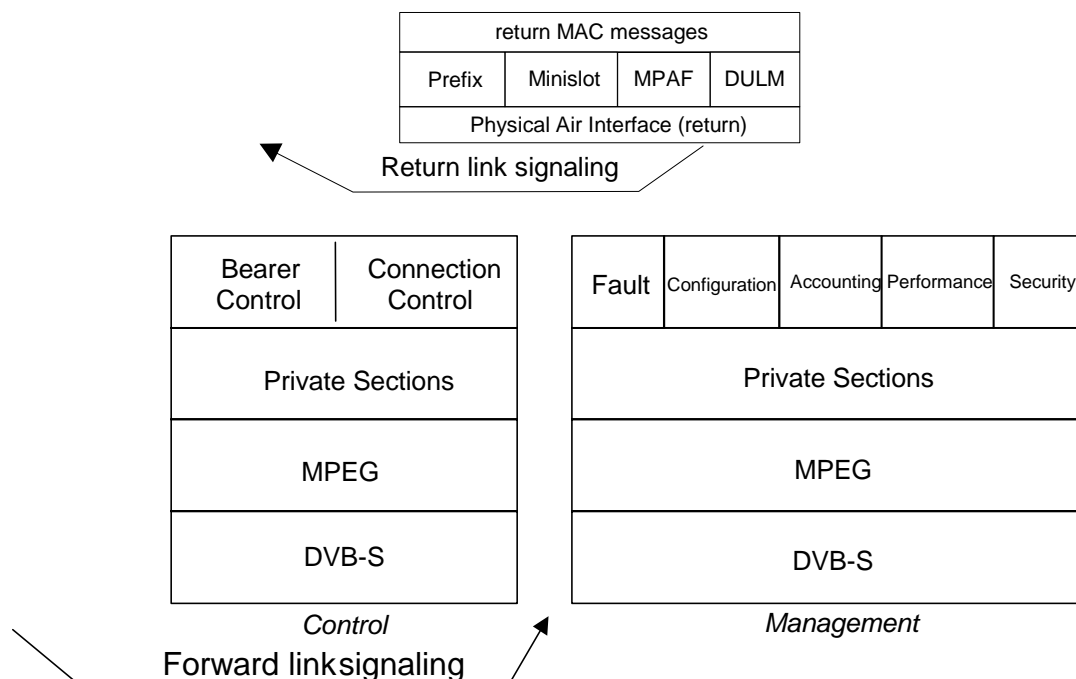 return MAC messages
Prefix Minislot MPAF DULM
Physical Air Interface (return)
Return link signaling
Bearer
Control
Connection
Control
Private Sections
MPEG
DVB-S
Control
Fault Configuration Accounting Performance Security
Private Sections
MPEG
DVB-S
Management
Forward linksignaling